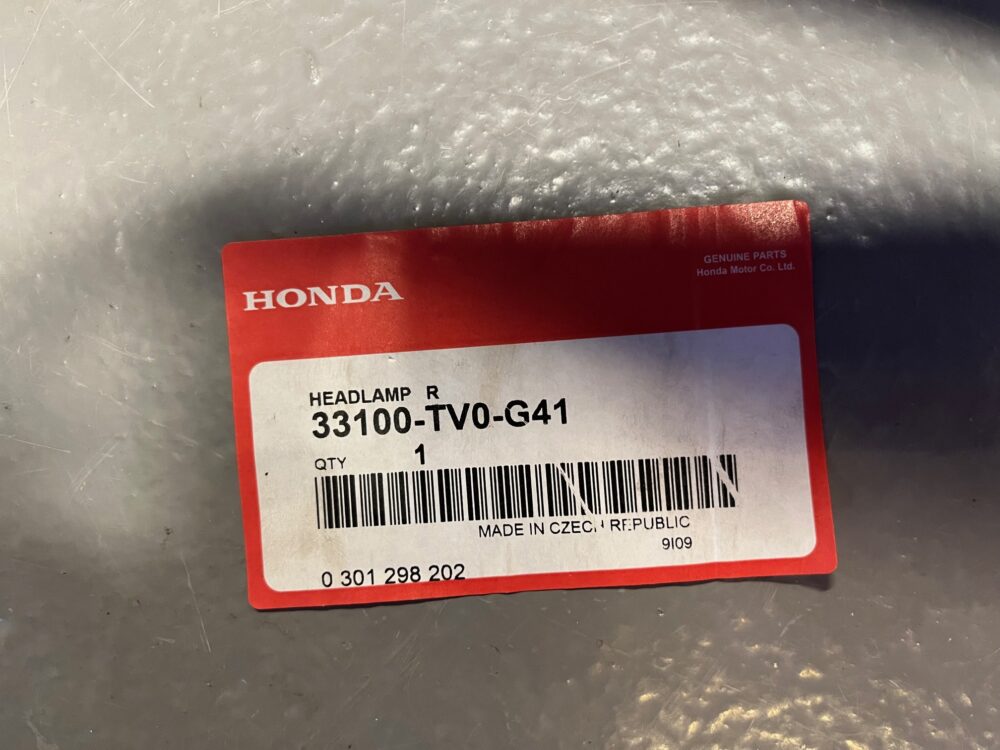 GENUINE PARTS
Honda Motor Co. Ltd.
HONDA
HEADLAMP R
33100-TV0-G41
QTY 1
MADE IN CZECH REPUBLIC
9I09
0 301 298 202